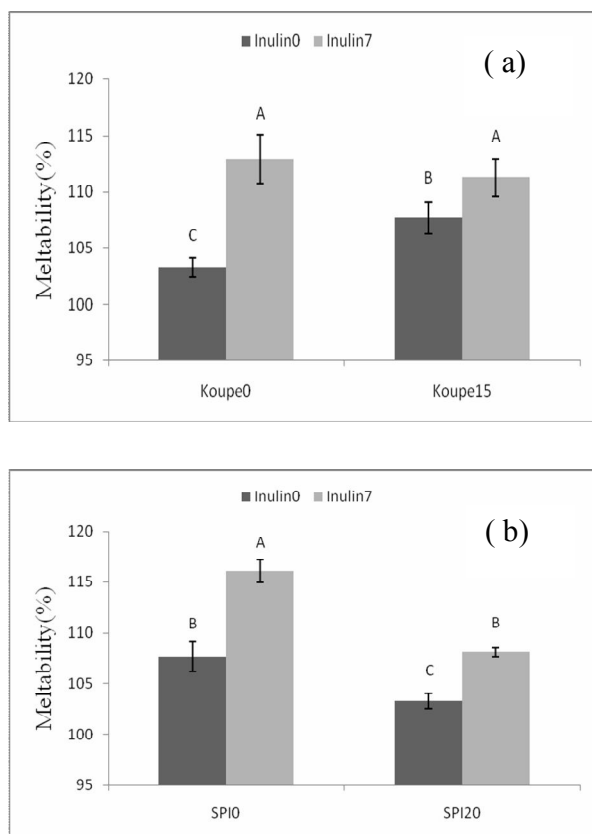 Inulin0 Inulin7
( a)
Meltability(%)
120
115
110
105
100
95
C
A
B
A
Koupe0 Koupe15
Inulin0 Inulin7
( b)
Meltability(%)
120
115
110
105
100
95
B
A
C
B
SPI0 SPI20